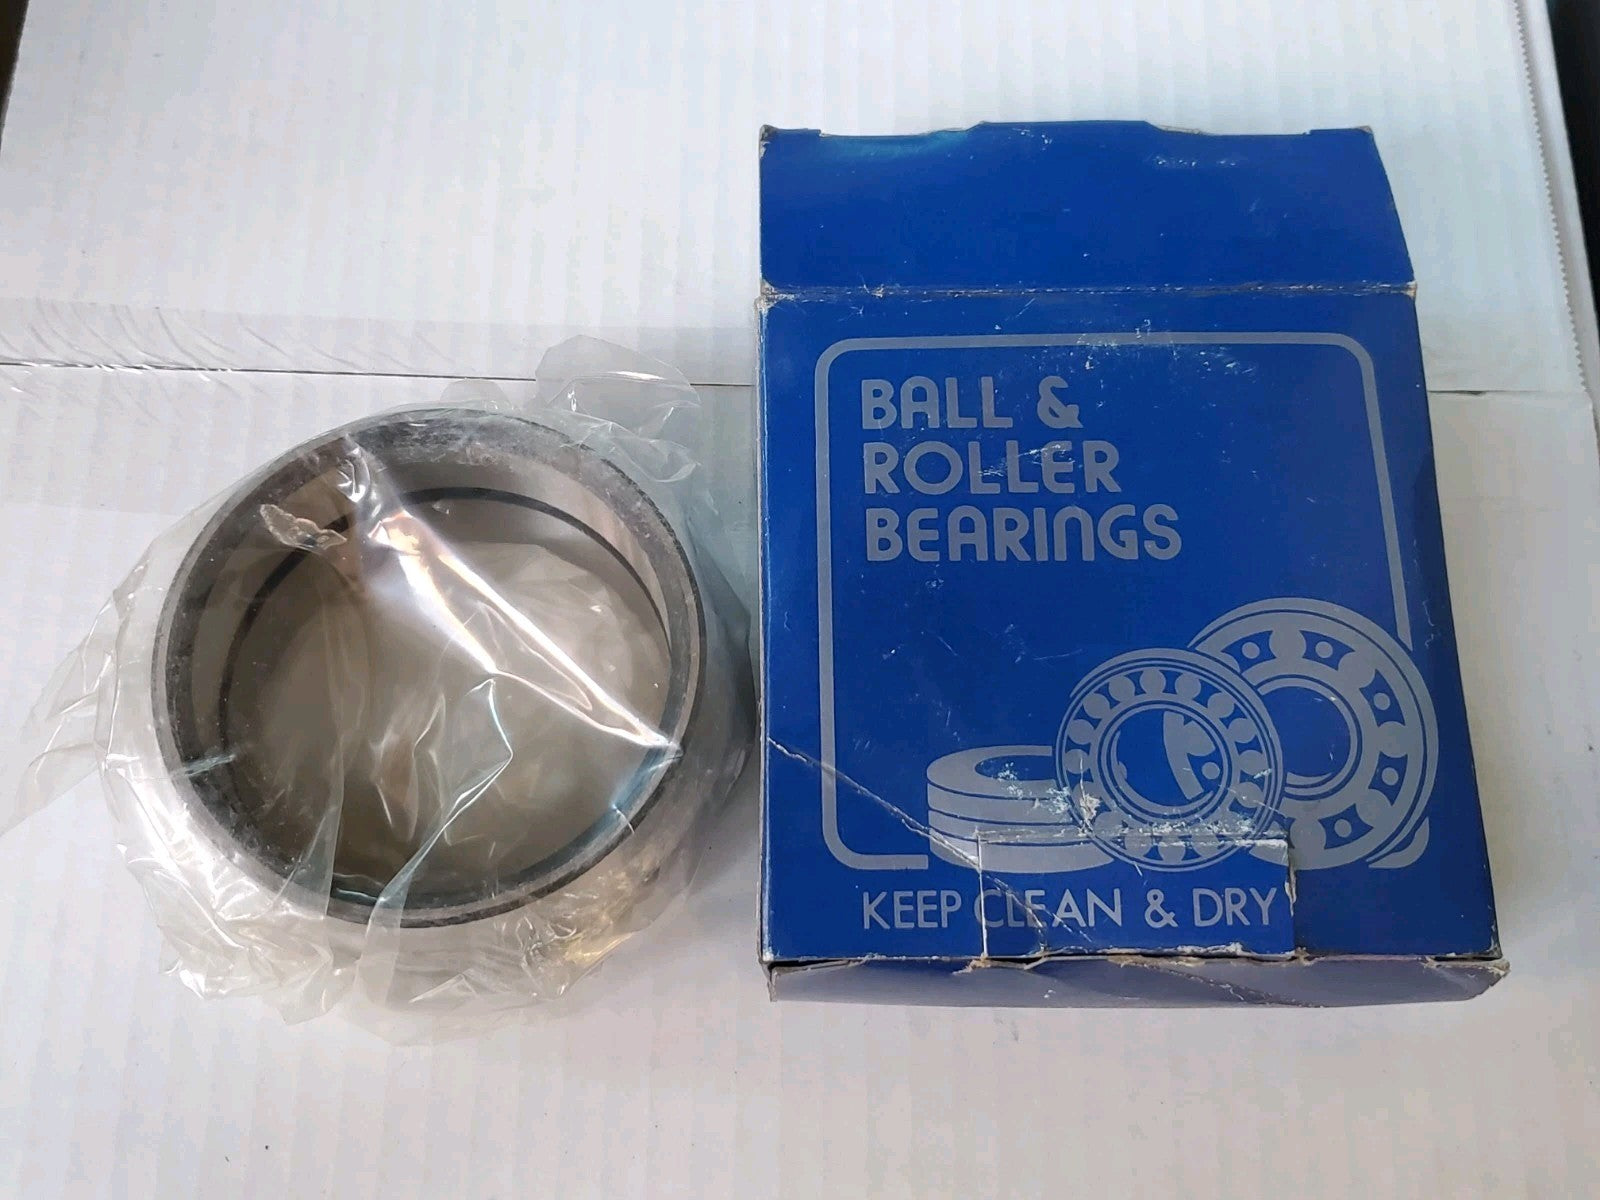 BALL &
ROLLER
BEARINGS
KEEP CLEAN & DRY